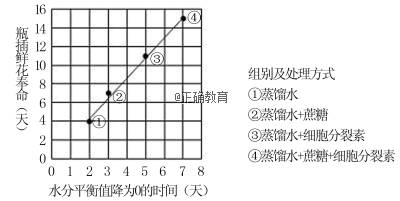 瓶插鲜花寿命（天）
16
14
12
10
8
6
4
2
0
0 1 2 3 4 5 6 7 8
①
②
③
④
@正确教育
水分平衡值降为0的时间（天）
组别及处理方式
①蒸馏水
②蒸馏水+蔗糖
③蒸馏水+细胞分裂素
④蒸馏水+蔗糖+细胞分裂素